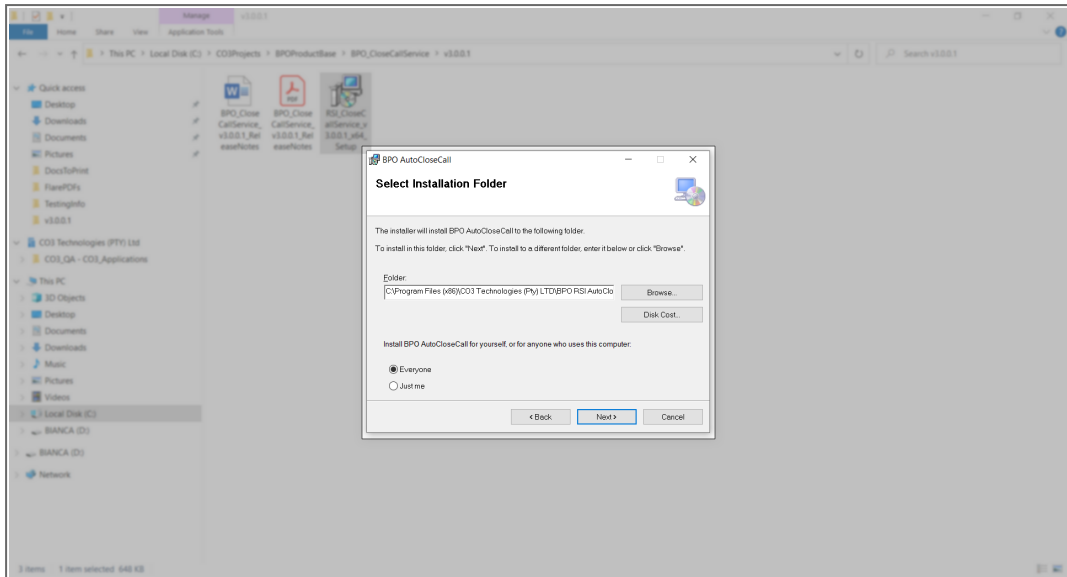 Manage v3.0.0.1
File Home Share View Application Tools
This PC › Local Disk (C:) › CO3Projects › BPOProductBase › BPO_CloseCallService › v3.0.0.1
Search v3.0.0.1
Quick access
Desktop
Downloads
Documents
Pictures
DocsToPrint
FiarePDFs
TestingInfo
v3.0.0.1
CO3 Technologies (PTY) Ltd
CO3_QA - CO3_Applications
This PC
3D Objects
Desktop
Documents
Downloads
Music
Pictures
Videos
Local Disk (C:)
BIANCA (D:)
BIANCA (D:)
Network
BPO_Close
CallService_
v3.0.0.1_Rel
easeNotes
BPO_Close
CallService_
v3.0.0.1_Rel
easeNotes
RSI_CloseC
allService_v
3.0.0.1_x64_
Setup
BPO AutoCloseCall
Select Installation Folder
The installer will install BPO AutoCloseCall to the following folder.
To install in this folder, click "Next". To install to a different folder, enter it below or click "Browse".
Folder:
C:\Program Files (x86)\CO3 Technologies (Pty) LTD\BPO RSI AutoClo
Browse...
Disk Cost...
Install BPO AutoCloseCall for yourself, or for anyone who uses this computer:
Everyone
Just me
< Back Next > Cancel
3 items 1 item selected 648 KB